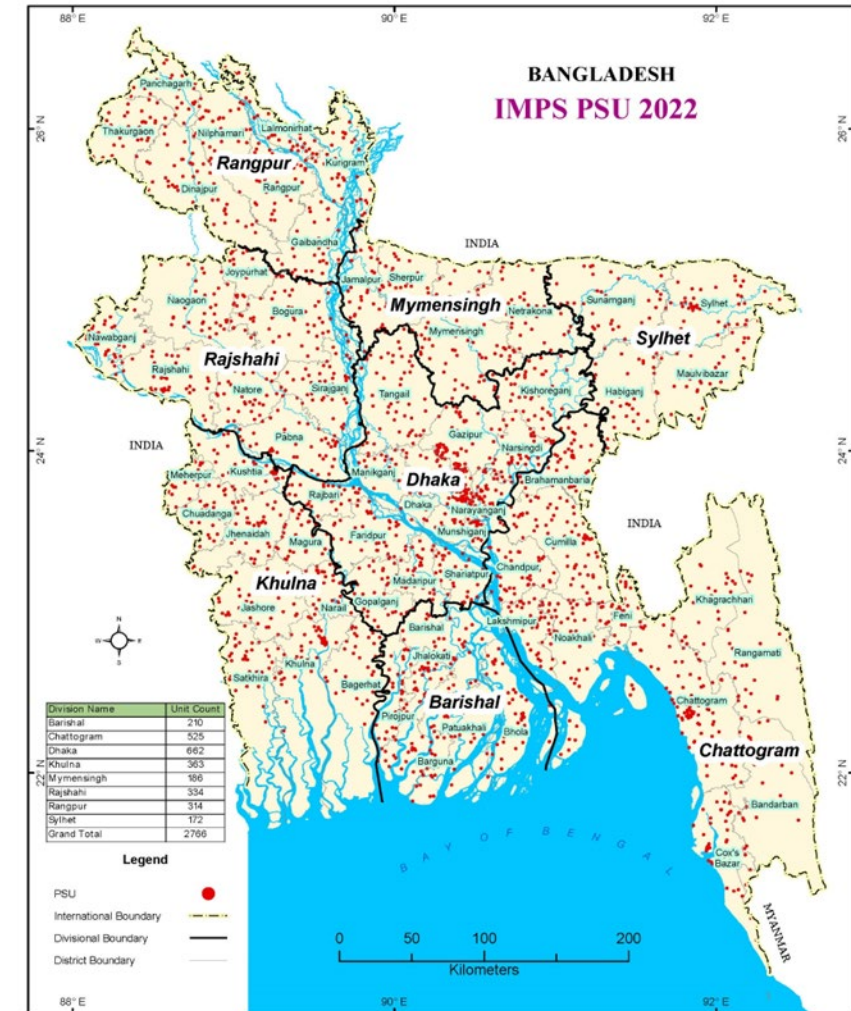 88° E 90° E 92° E
BANGLADESH
IMPS PSU 2022
26° N
26° N
Panchagarh
Thakurgaon
Nilphamari
Lalmonirhat
Kurigram
Rangpur
Dinajpur
Rangpur
Gaibandha
INDIA
Joypurhat
Jamalpur
Sherpur
Naogaon
Bogura
Mymensingh
Netrakona
Sunamganj
Sylhet
Nawabganj
Mymensingh
Sylhet
Rajshahi
Rajshahi
Maulvibazar
Natore
Sirajganj
Tangail
Kishoreganj
Habiganj
Pabna
Gazipur
Narsingdi
INDIA
24° N
24° N
Meherpur
Kushtia
Manikganj
Dhaka
Brahamanbaria
Rajbari
Dhaka
Narayanganj
Chuadanga
Jhenaidah
Magura
Faridpur
Munshiganj
Cumilla
INDIA
Khulna
Madaripur
Shariatpur
Chandpur
Jashore
Narail
Gopalganj
Khagrachhari
Barishal
Lakshmipur
Feni
Noakhali
Rangamati
Jhalokati
Satkhira
Khulna
Bagerhat
Barishal
Chattogram
Pirojpur
Patuakhali
Bhola
Chattogram
Barguna
22° N
22° N
Bandarban
Cox's
Bazar
N
W E
S
Division Name Unit Count
Barishal 210
Chattogram 525
Dhaka 662
Khulna 363
Mymensingh 186
Rajshahi 334
Rangpur 314
Sylhet 172
Grand Total 2766
BAY OF BENGAL
MYANMAR
Legend
PSU
International Boundary
Divisional Boundary
District Boundary
0 50 100 200
Kilometers
88° E 90° E 92° E